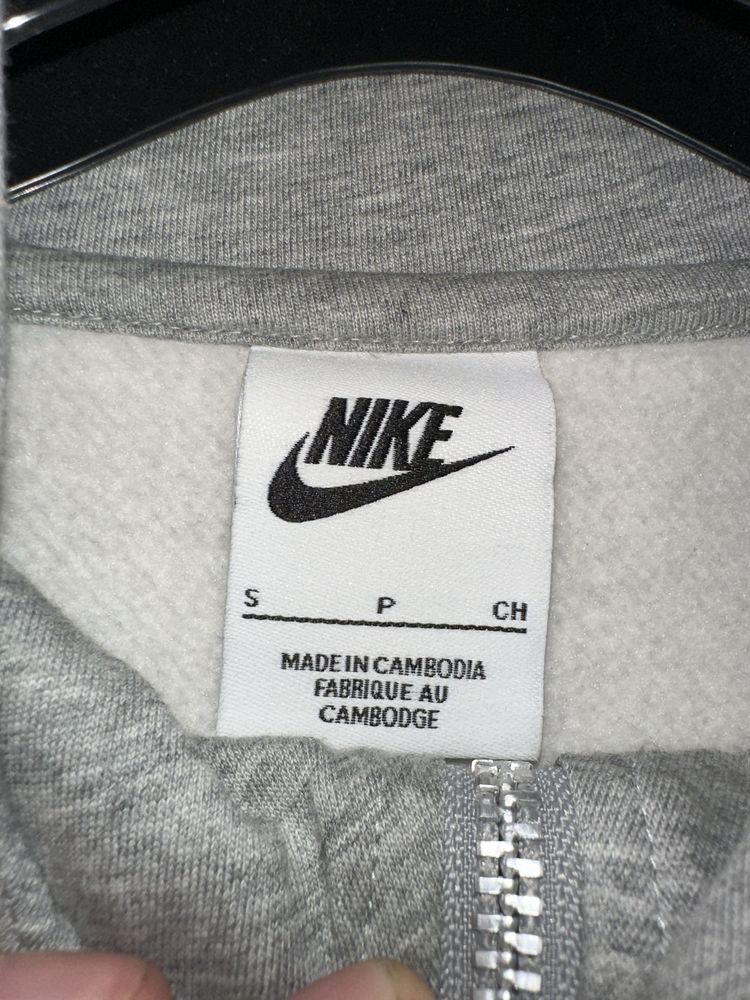 NIKE
S P CH
MADE IN CAMBODIA
FABRIQUE AU
CAMBODGE